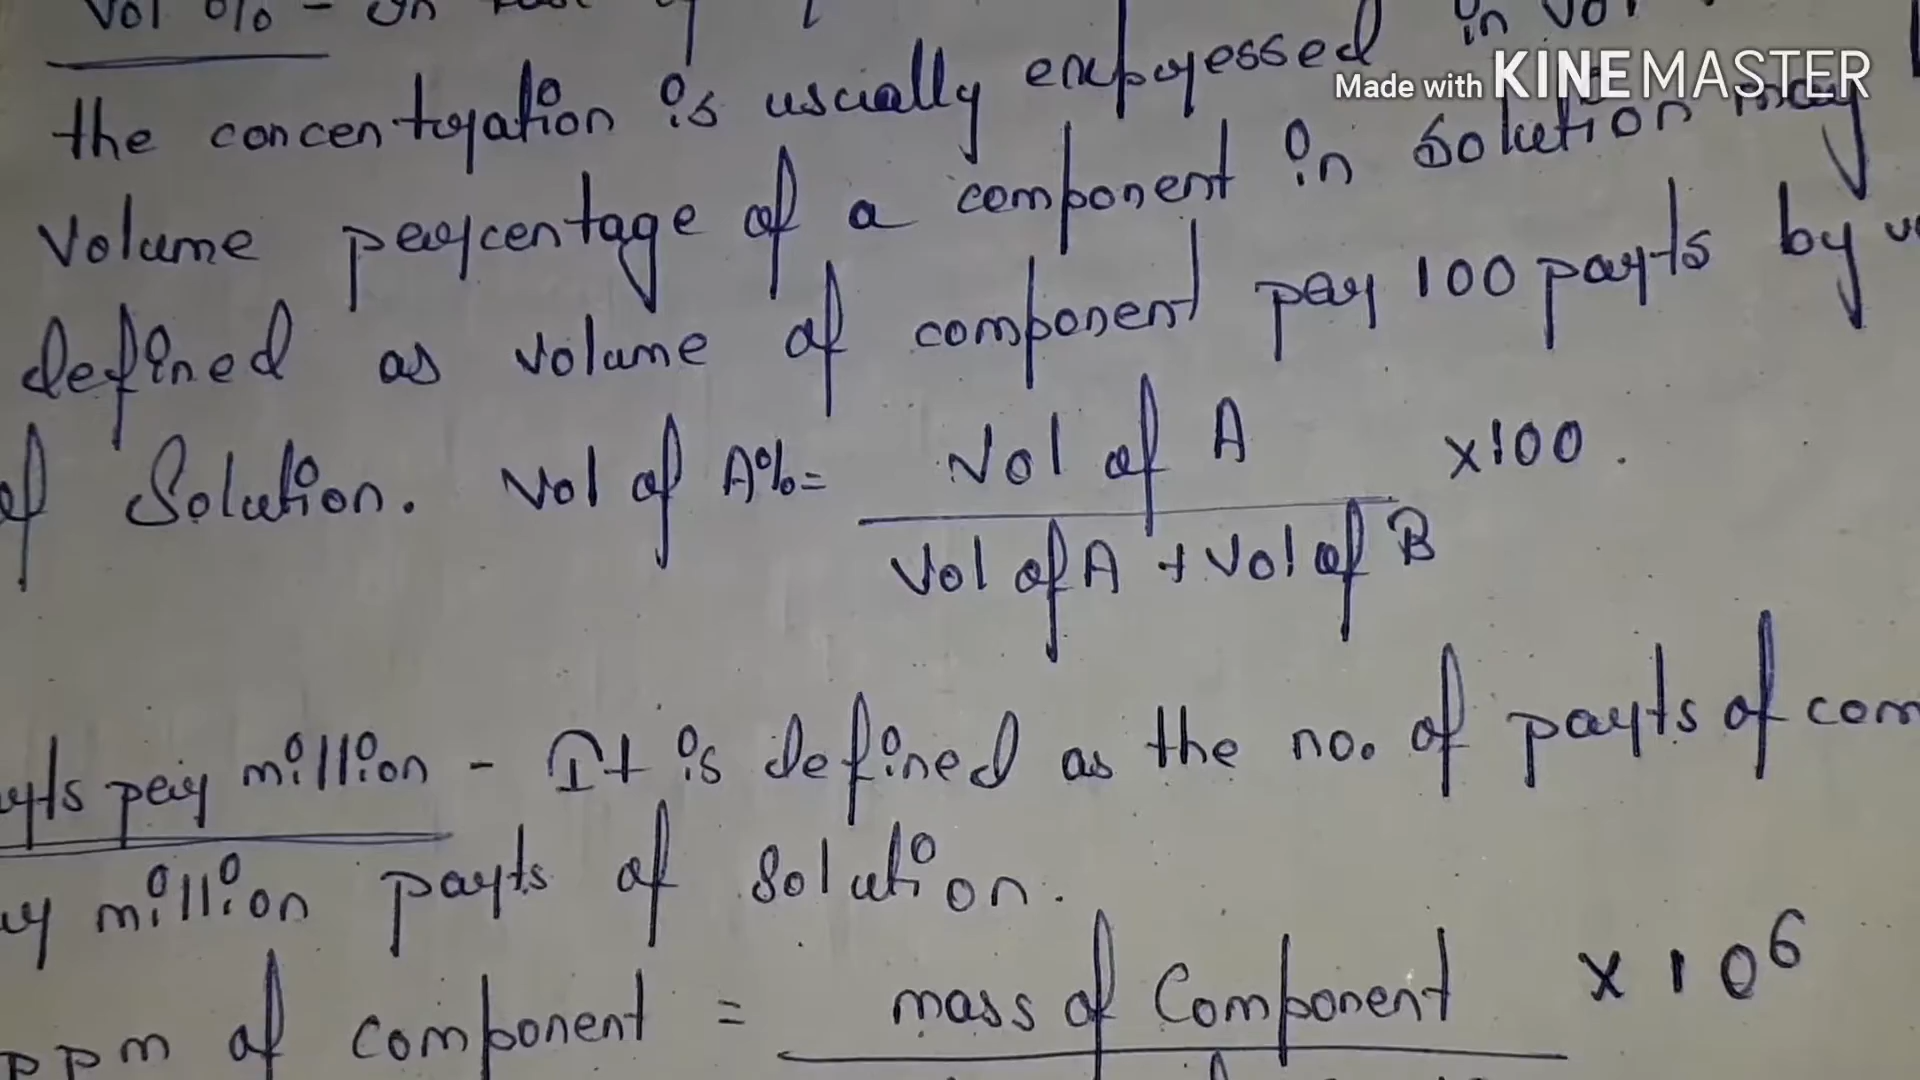 Vol % - In
the concentration is usually expressed in vol
Made with KINEMASTER
Volume percentage of a component in solution may
defined as volume of component per 100 parts by
of Solution. Vol of A% = Vol of A / Vol of A + Vol of B x100.
parts per million - It is defined as the no. of parts of com
million parts of solution.
ppm of component = mass of Component x 10⁶